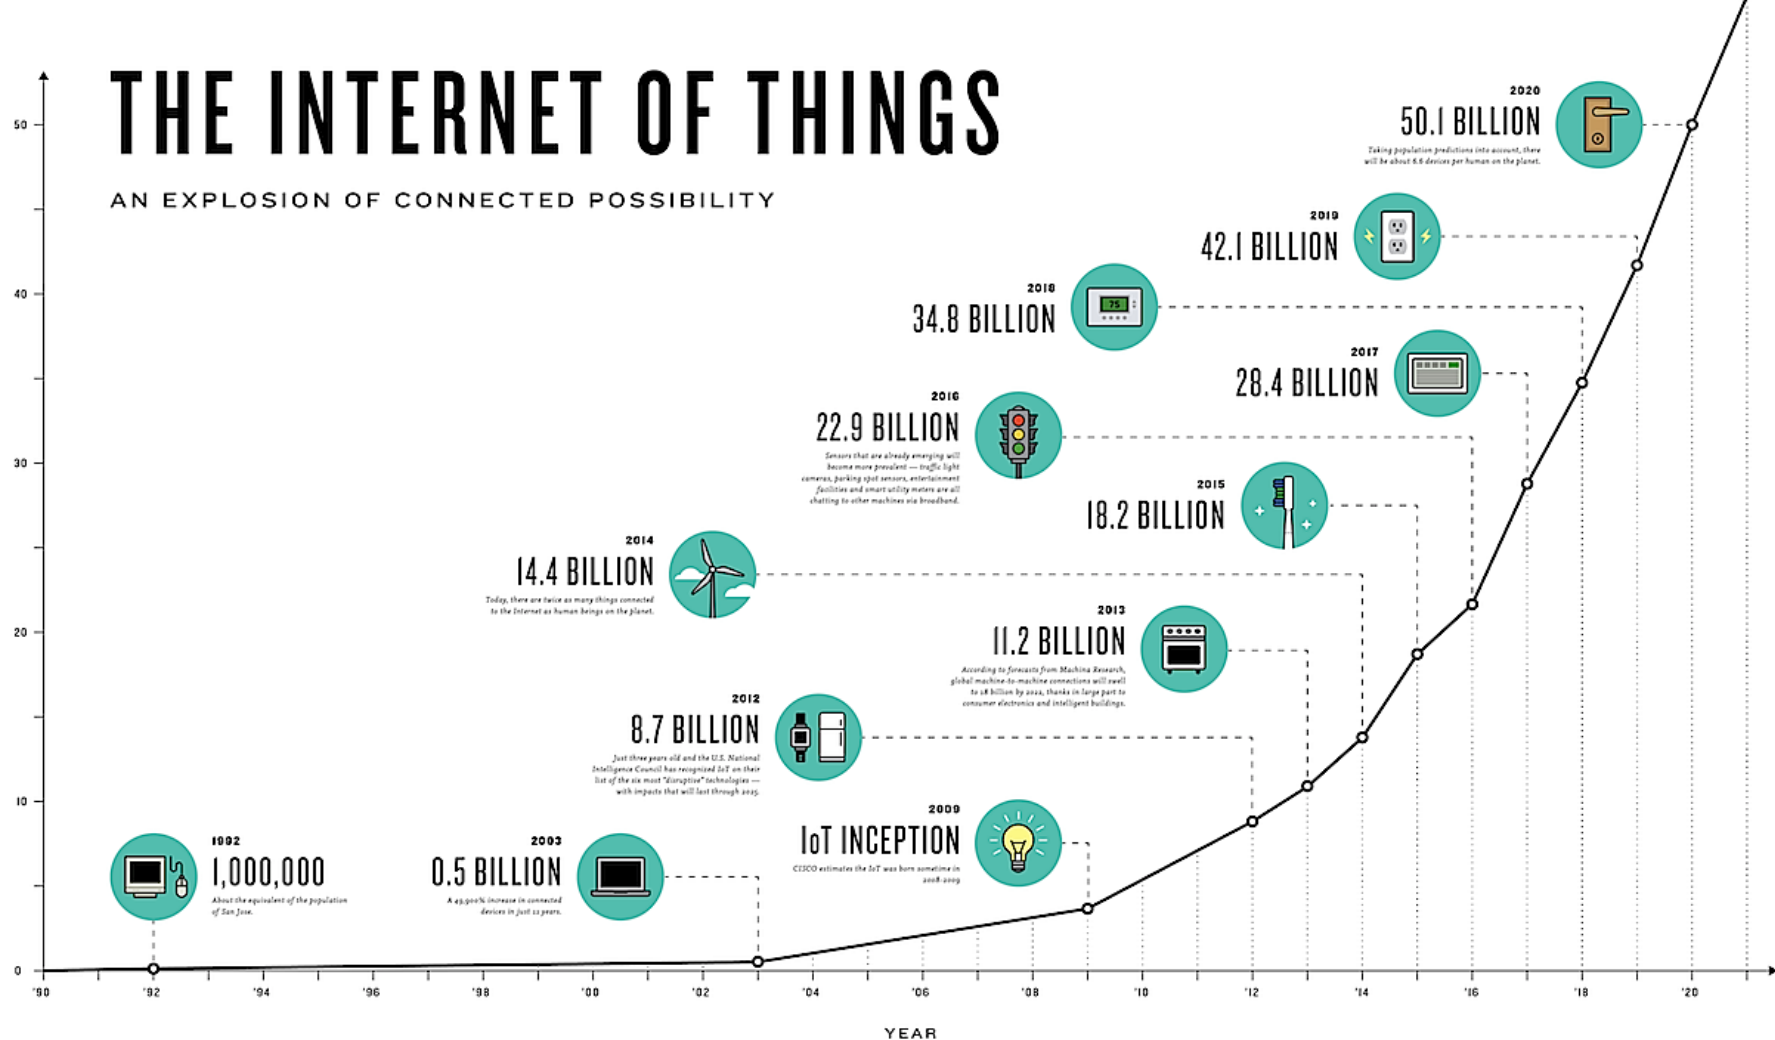 THE INTERNET OF THINGS
AN EXPLOSION OF CONNECTED POSSIBILITY
50
40
30
20
10
0
2020
50.1 BILLION
Taking population predictions into account, there
will be about 6.6 devices per human on the planet.
2019
42.1 BILLION
2018
34.8 BILLION
75
2017
28.4 BILLION
2016
22.9 BILLION
Sensors that are already emerging will
become more prevalent — traffic light
cameras, parking spot sensors, entertainment
facilities and smart utility meters are all
chatting to other machines via broadband.
2015
18.2 BILLION
2014
14.4 BILLION
Today, there are twice as many things connected
to the Internet as human beings on the planet.
2013
11.2 BILLION
According to forecasts from Machina Research,
global machine-to-machine connections will swell
to 18 billion by 2022, thanks in large part to
consumer electronics and intelligent buildings.
2012
8.7 BILLION
Just three years old and the U.S. National
Intelligence Council has recognized IoT on their
list of the six most "disruptive" technologies —
with impacts that will last through 2025.
2009
IoT INCEPTION
CISCO estimates the IoT was born sometime in
2008-2009
2003
0.5 BILLION
A 49,900% increase in connected
devices in just 11 years.
1992
1,000,000
About the equivalent of the population
of San Jose.
'90 '92 '94 '96 '98 '00 '02 '04 '06 '08 '10 '12 '14 '16 '18 '20
YEAR